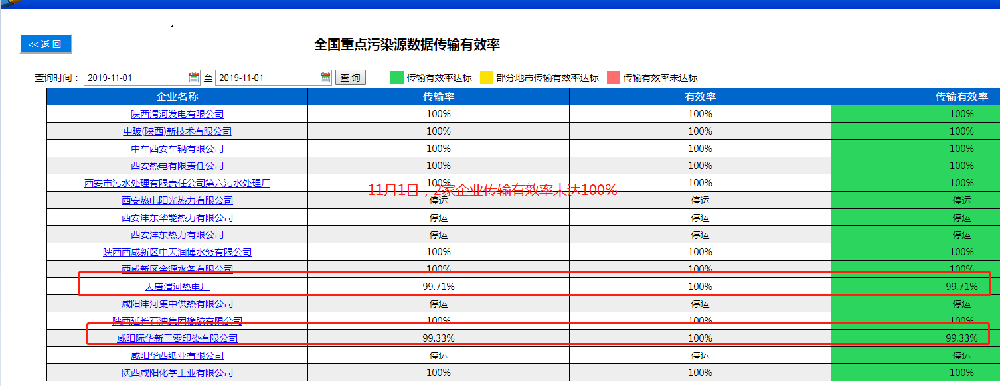 << 返 回
全国重点污染源数据传输有效率
查询时间： 2019-11-01 至 2019-11-01 查 询 传输有效率达标 部分地市传输有效率达标 传输有效率未达标
企业名称 传输率 有效率 传输有效率
陕西渭河发电有限公司 100% 100% 100%
中玻(陕西)新技术有限公司 100% 100% 100%
中车西安车辆有限公司 100% 100% 100%
西安热电有限责任公司 100% 100% 100%
西安市污水处理有限责任公司第六污水处理厂 100% 100% 100%
11月1日，2家企业传输有效率未达100%
西安热电阳光热力有限公司 停运 停运 停运
西安沣东华能热力有限公司 停运 停运 停运
西安沣东热力有限公司 停运 停运 停运
陕西西咸新区中天润博水务有限公司 100% 100% 100%
西咸新区金源水务有限公司 100% 100% 100%
大唐渭河热电厂 99.71% 100% 99.71%
咸阳沣河集中供热有限公司 停运 停运 停运
陕西延长石油集团橡胶有限公司 100% 100% 100%
咸阳际华新三零印染有限公司 99.33% 100% 99.33%
咸阳华西纸业有限公司 停运 停运 停运
陕西咸阳化学工业有限公司 100% 100% 100%